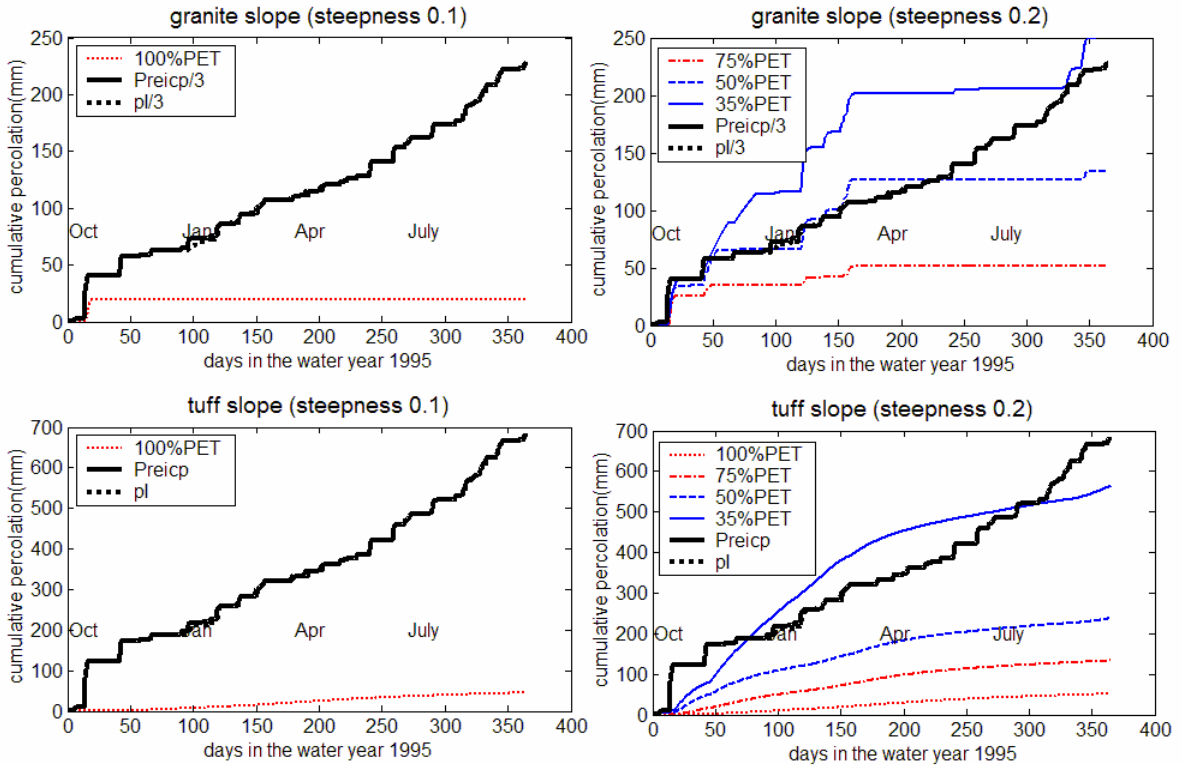 granite slope (steepness 0.1)
cumulative percolation(mm)
250
200
150
100
50
0
100%PET
Preicp/3
pI/3
Oct
Jan
Apr
July
0 50 100 150 200 250 300 350 400
days in the water year 1995
granite slope (steepness 0.2)
cumulative percolation(mm)
250
200
150
100
50
0
75%PET
50%PET
35%PET
Preicp/3
pI/3
Oct
Jan
Apr
July
0 50 100 150 200 250 300 350 400
days in the water year 1995
tuff slope (steepness 0.1)
cumulative percolation(mm)
700
600
500
400
300
200
100
0
100%PET
Preicp
pI
Oct
Jan
Apr
July
0 50 100 150 200 250 300 350 400
days in the water year 1995
tuff slope (steepness 0.2)
cumulative percolation(mm)
700
600
500
400
300
200
100
0
100%PET
75%PET
50%PET
35%PET
Preicp
pI
Oct
Jan
Apr
July
0 50 100 150 200 250 300 350 400
days in the water year 1995